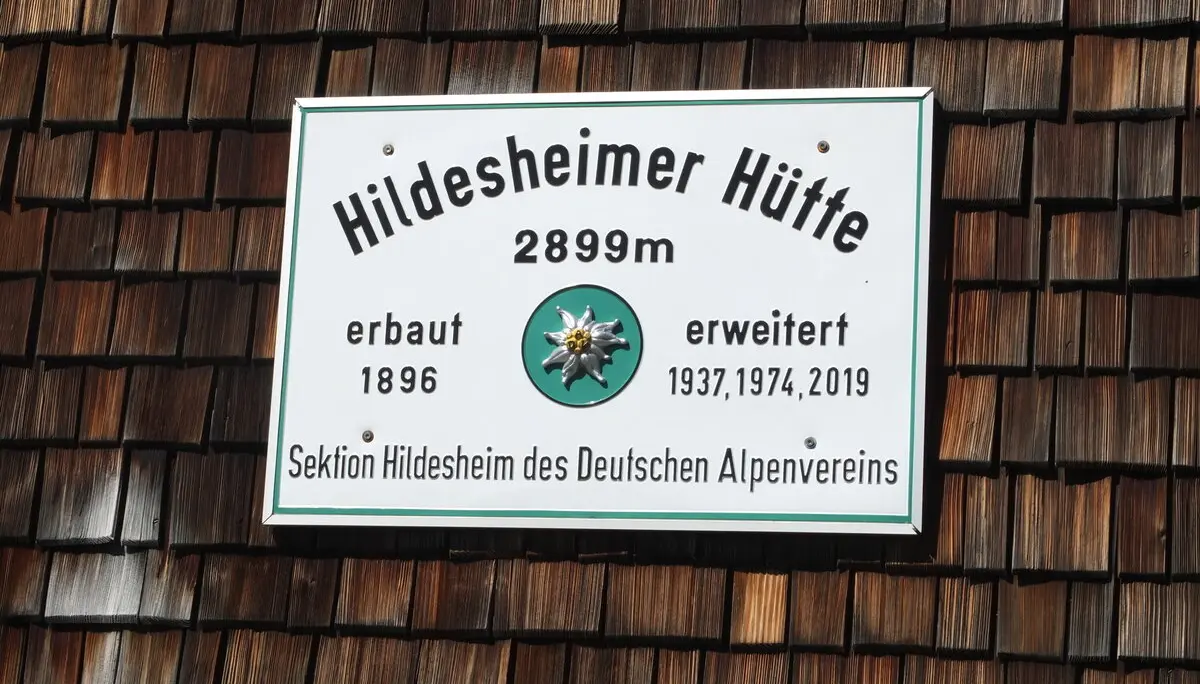 Hildesheimer Hütte
2899m
erbaut
1896
erweitert
1937, 1974, 2019
Sektion Hildesheim des Deutschen Alpenvereins